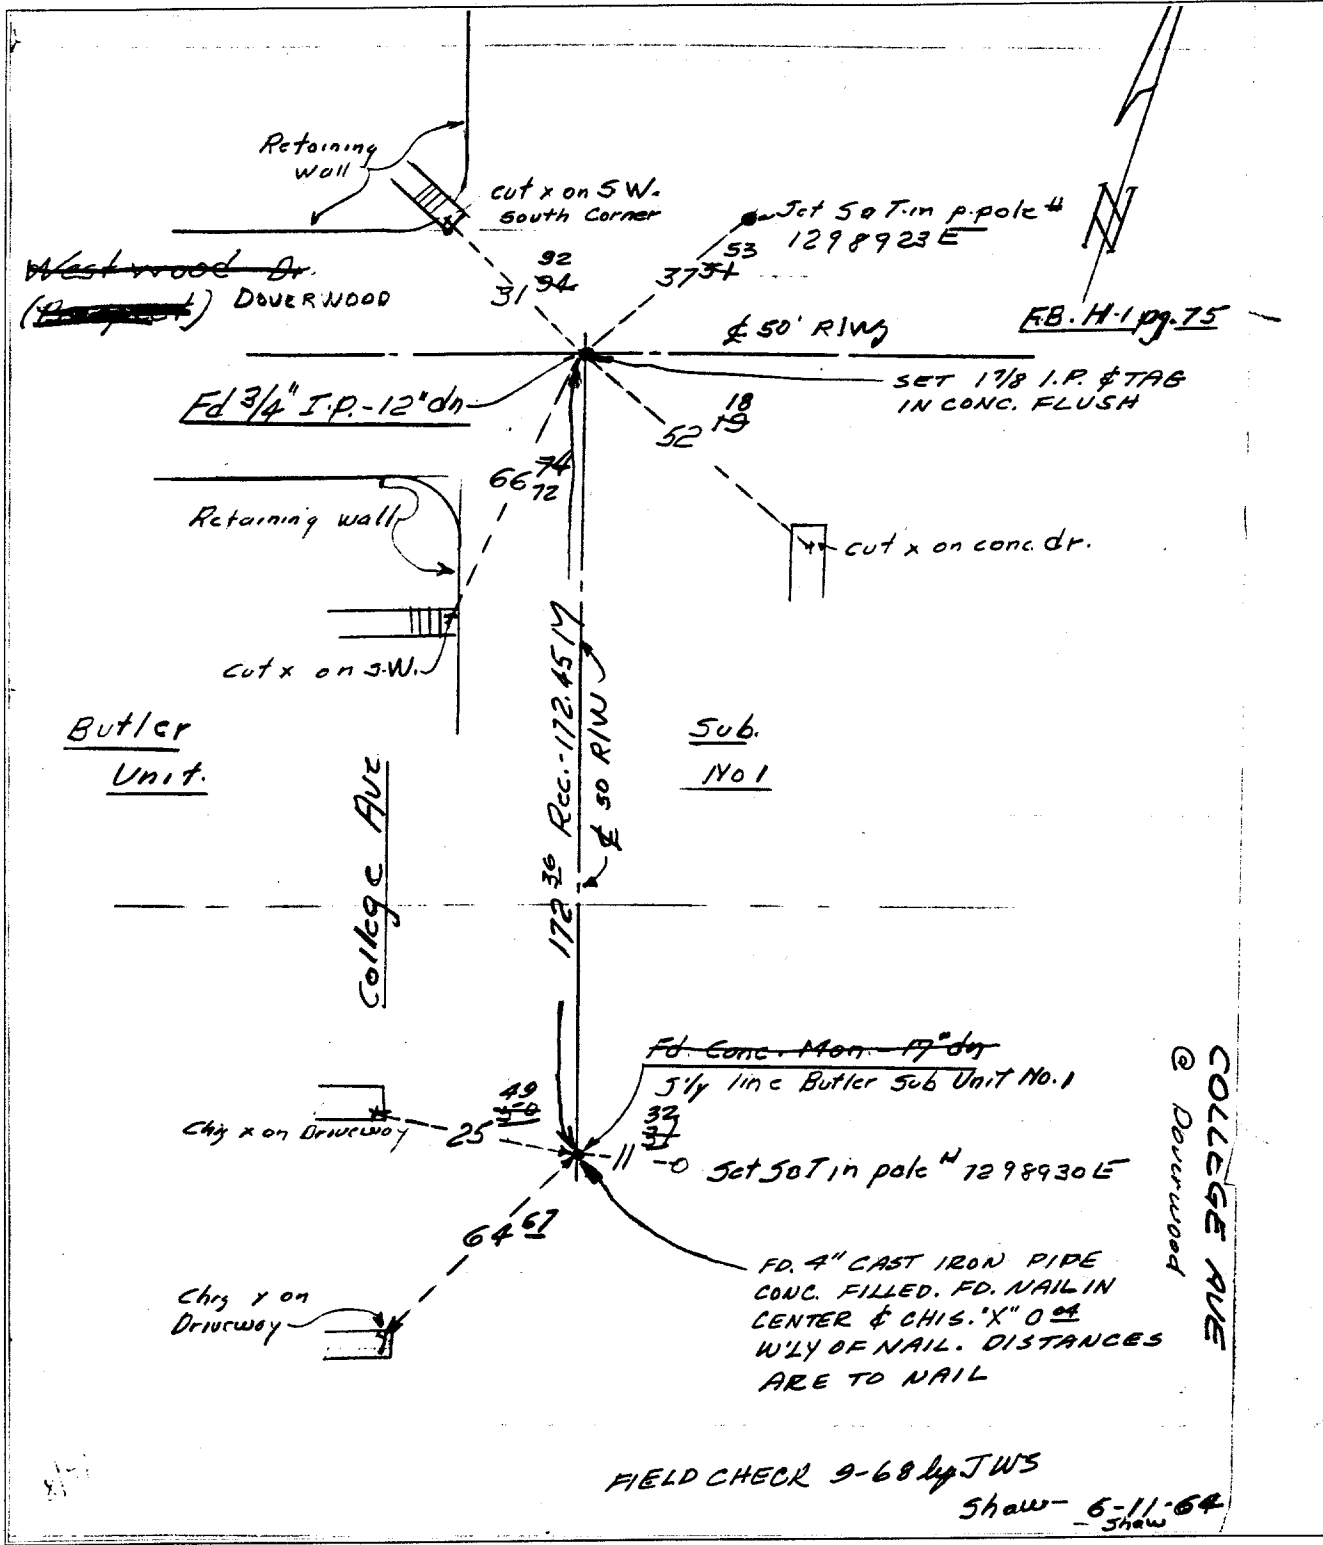 Retaining
wall
cut x on S.W.
South Corner
Set S&T in p.pole #
1298923E
92
31 94
53
37 51
West wood Dr.
DOVERWOOD
F.B. H-1 pg. 75
₵ 50' R/W
Fd 3/4" I.P. - 12" dn
SET 1 7/8 I.P. & TAG
IN CONC. FLUSH
18
52 19
74
66 72
Retaining wall
cut x on conc. dr.
cut x on S.W.
Butler
Unit.
Sub.
No 1
College Ave
172 36 Rec. - 172.45 M
₵ 50 R/W
Fd. Conc. Mon. - 17" dn
S'ly line Butler Sub Unit No. 1
Chis x on Driveway
49
25 50
32
37
11
Set S&T in pole # 1298930E
64 67
Chis x on
Driveway
FD. 4" CAST IRON PIPE
CONC. FILLED. FD. NAIL IN
CENTER & CHIS. "X" 0 04
W'LY OF NAIL. DISTANCES
ARE TO NAIL
COLLEGE AVE
@ Doverwood
FIELD CHECK 9-68 by JWS
Shaw - 6-11-64
Shaw